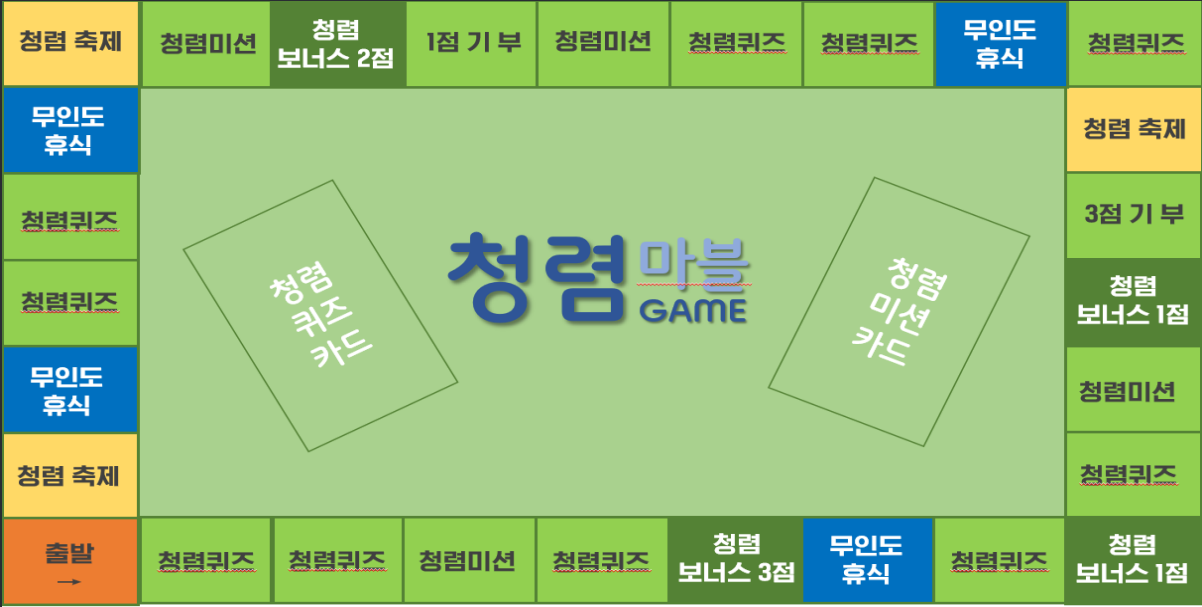 청렴 축제
청렴미션
청렴
보너스 2점
1점 기 부
청렴미션
청렴퀴즈
청렴퀴즈
무인도
휴식
청렴퀴즈
무인도
휴식
청렴 축제
청렴퀴즈
3점 기 부
청렴
퀴즈
카드
청렴마블
GAME
청렴
미션
카드
청렴퀴즈
청렴
보너스 1점
무인도
휴식
청렴미션
청렴 축제
청렴퀴즈
출발
→
청렴퀴즈
청렴퀴즈
청렴미션
청렴퀴즈
청렴
보너스 3점
무인도
휴식
청렴퀴즈
청렴
보너스 1점